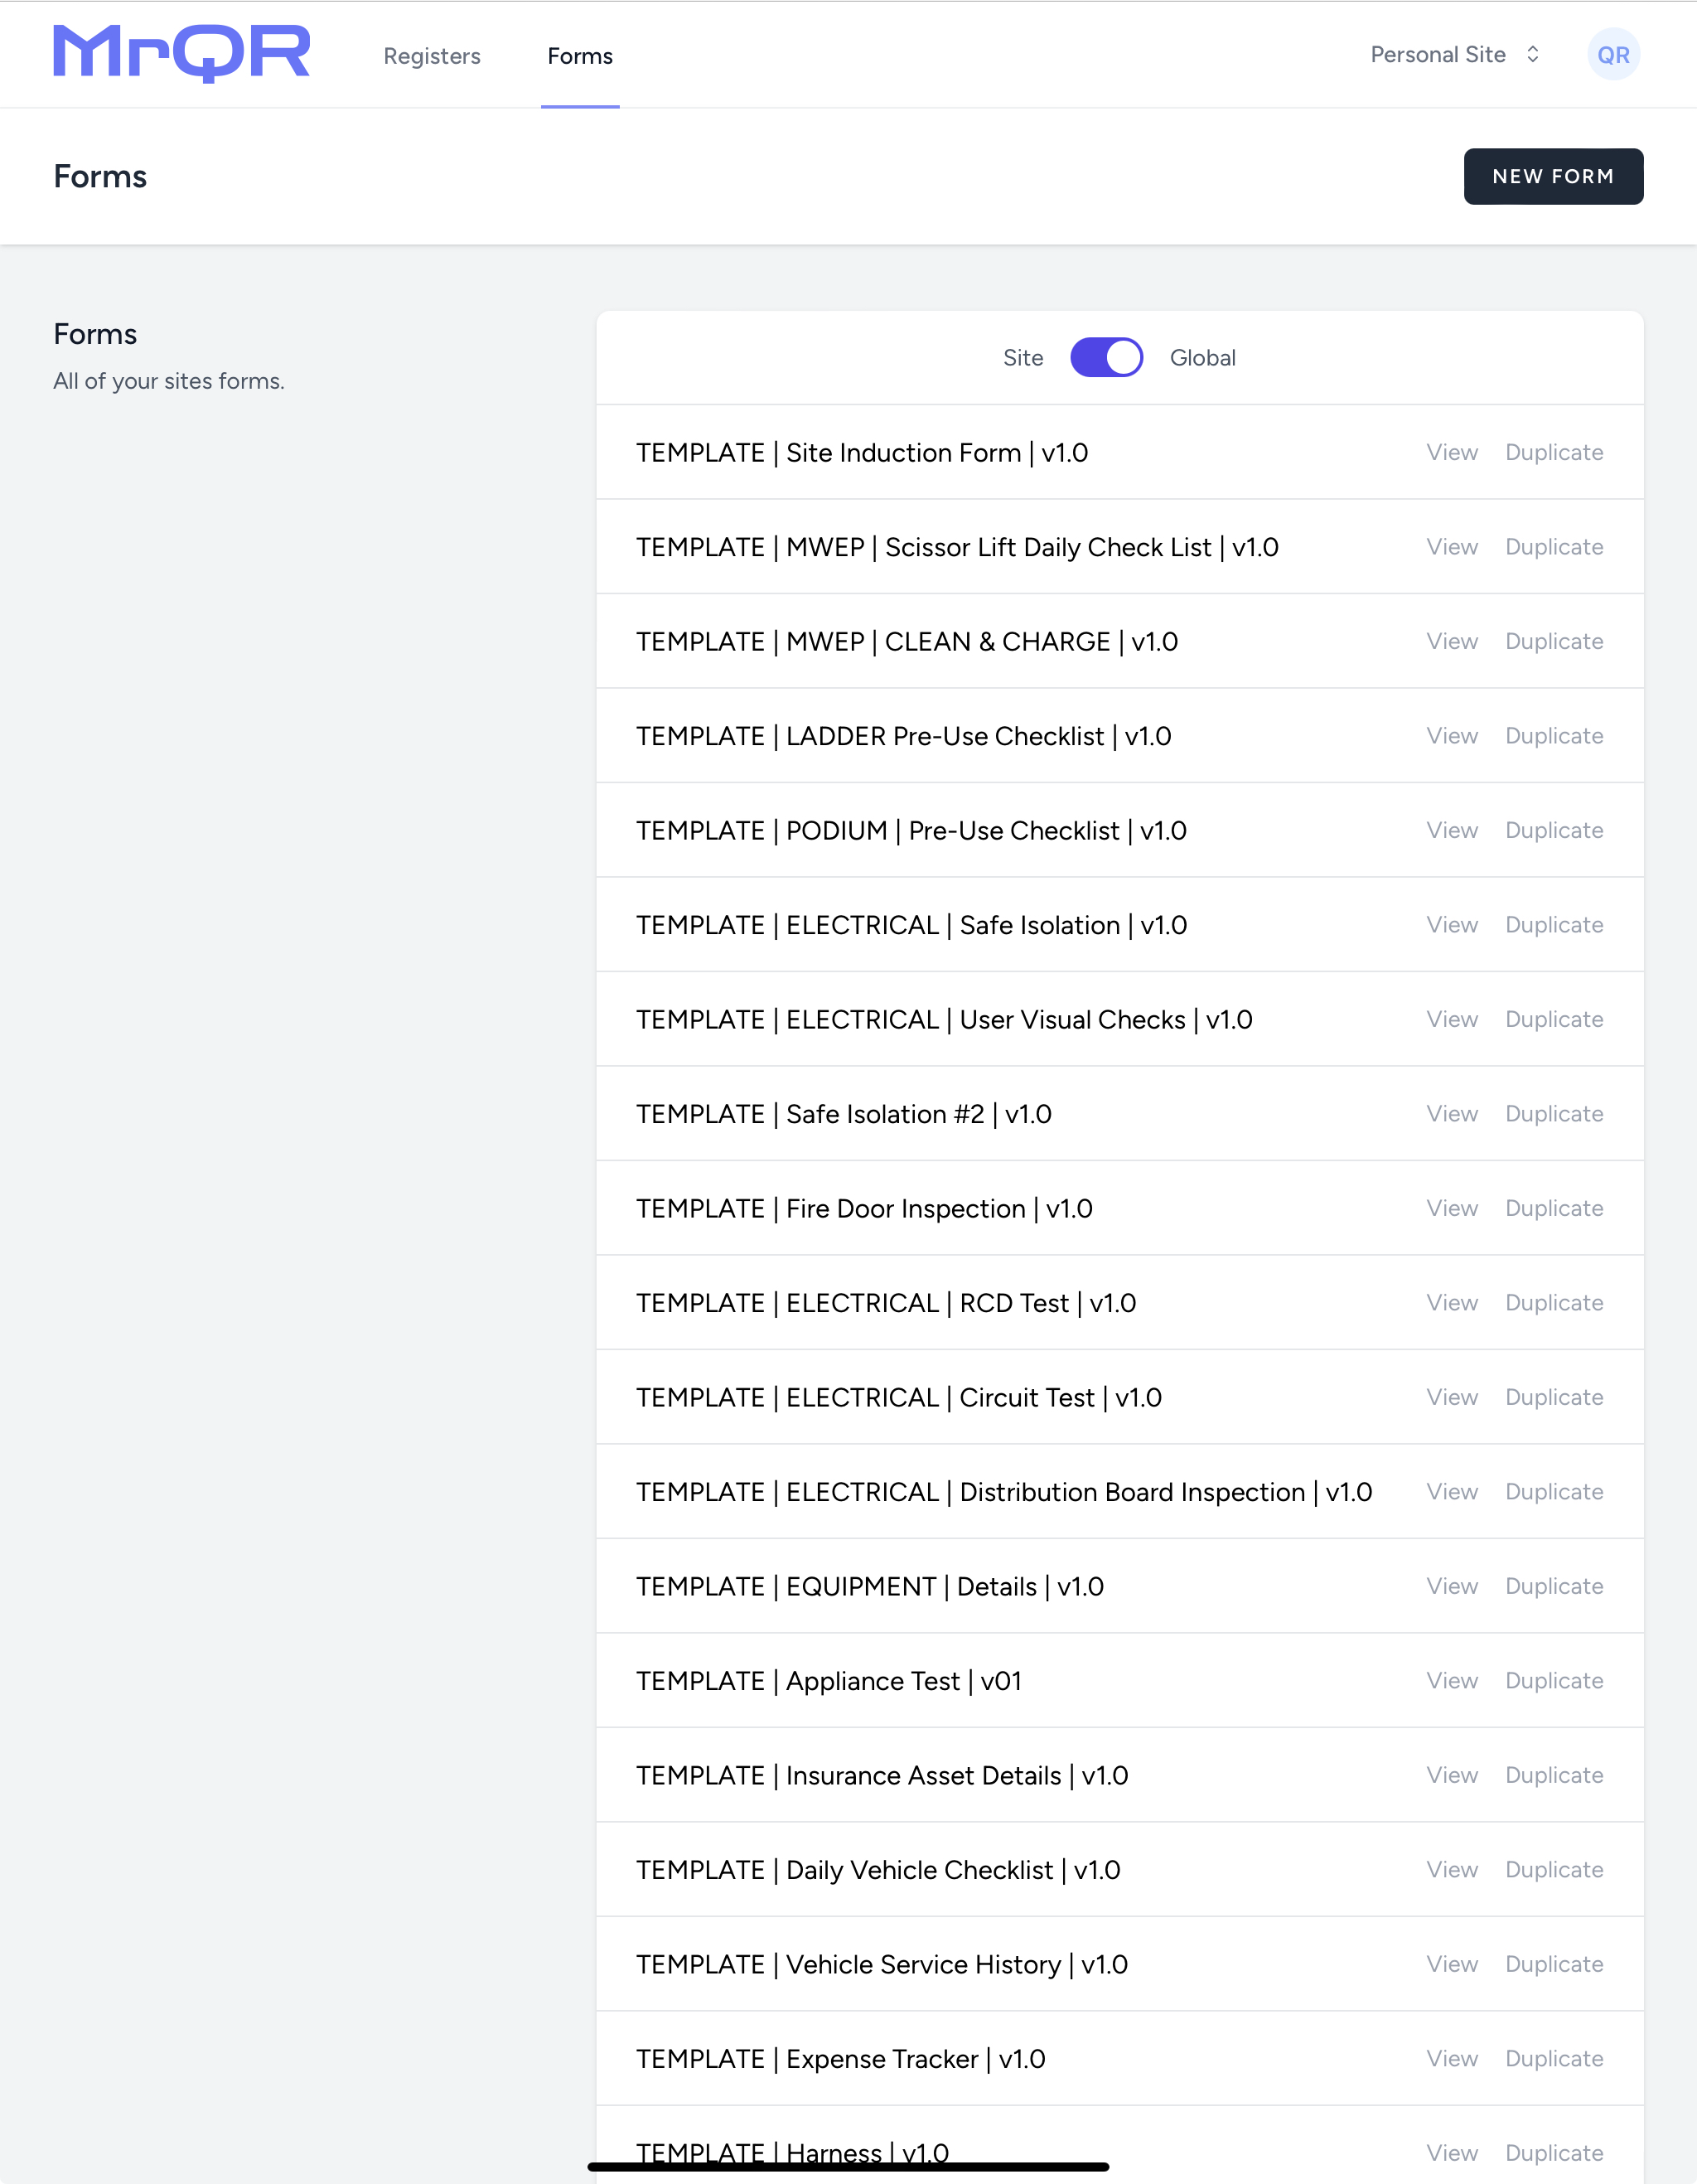 MrQR
Registers
Forms
Personal Site
QR
Forms
NEW FORM
Forms
All of your sites forms.
Site
Global
TEMPLATE | Site Induction Form | v1.0 View Duplicate
TEMPLATE | MWEP | Scissor Lift Daily Check List | v1.0 View Duplicate
TEMPLATE | MWEP | CLEAN & CHARGE | v1.0 View Duplicate
TEMPLATE | LADDER Pre-Use Checklist | v1.0 View Duplicate
TEMPLATE | PODIUM | Pre-Use Checklist | v1.0 View Duplicate
TEMPLATE | ELECTRICAL | Safe Isolation | v1.0 View Duplicate
TEMPLATE | ELECTRICAL | User Visual Checks | v1.0 View Duplicate
TEMPLATE | Safe Isolation #2 | v1.0 View Duplicate
TEMPLATE | Fire Door Inspection | v1.0 View Duplicate
TEMPLATE | ELECTRICAL | RCD Test | v1.0 View Duplicate
TEMPLATE | ELECTRICAL | Circuit Test | v1.0 View Duplicate
TEMPLATE | ELECTRICAL | Distribution Board Inspection | v1.0 View Duplicate
TEMPLATE | EQUIPMENT | Details | v1.0 View Duplicate
TEMPLATE | Appliance Test | v01 View Duplicate
TEMPLATE | Insurance Asset Details | v1.0 View Duplicate
TEMPLATE | Daily Vehicle Checklist | v1.0 View Duplicate
TEMPLATE | Vehicle Service History | v1.0 View Duplicate
TEMPLATE | Expense Tracker | v1.0 View Duplicate
TEMPLATE | Harness | v1.0 View Duplicate